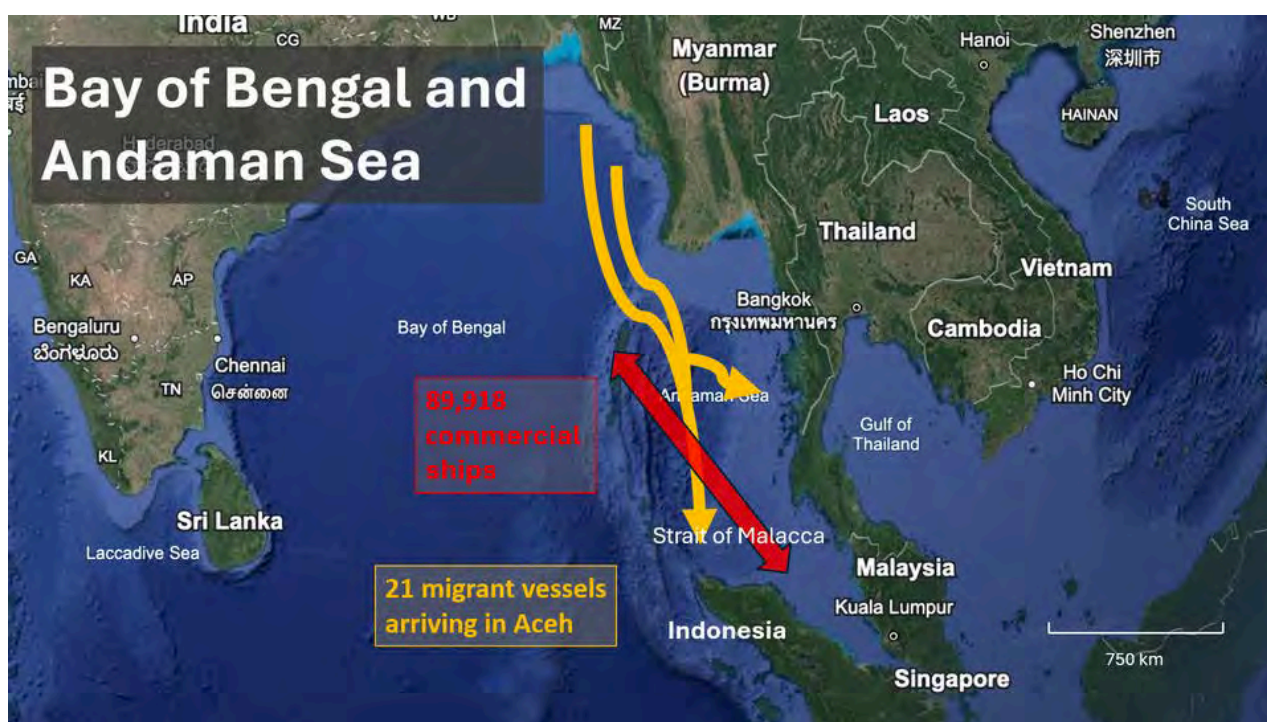 India
CG
WB
MZ
Bay of Bengal and
Andaman Sea
Myanmar
(Burma)
Hanoi
Shenzhen
深圳市
Laos
HAINAN
Hyderabad
South
China Sea
GA
KA
AP
Thailand
Vietnam
Bengaluru
ಬೆಂಗಳೂರು
Bay of Bengal
Bangkok
กรุงเทพมหานคร
Cambodia
Chennai
சென்னை
TN
Ho Chi
Minh City
89,918
commercial
ships
Andaman Sea
Gulf of
Thailand
KL
Sri Lanka
Laccadive Sea
Strait of Malacca
Malaysia
21 migrant vessels
arriving in Aceh
Kuala Lumpur
Indonesia
750 km
Singapore